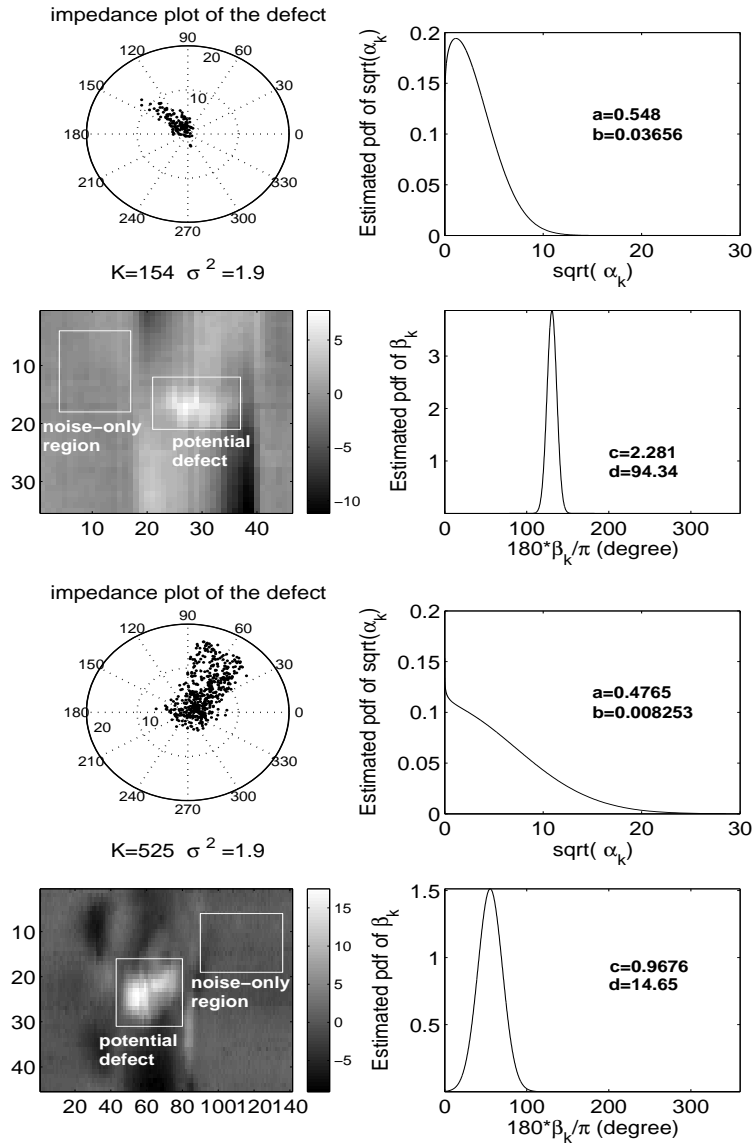 impedance plot of the defect
90
120 60
20
150 10 30
180 0
210 330
240 300
270
K=154 σ² =1.9
Estimated pdf of sqrt(α_k)
0.2
0.15
0.1
0.05
0
a=0.548
b=0.03656
0 10 20 30
sqrt( α_k)
10
20
30
noise−only
region
potential
defect
10 20 30 40
5
0
−5
−10
Estimated pdf of β_k
3
2
1
c=2.281
d=94.34
0 100 200 300
180*β_k/π (degree)
impedance plot of the defect
90
120 60
150 30
180 20 10 0
210 330
240 300
270
K=525 σ² =1.9
Estimated pdf of sqrt(α_k)
0.2
0.15
0.1
0.05
0
a=0.4765
b=0.008253
0 10 20 30
sqrt( α_k)
10
20
30
40
noise−only
region
potential
defect
20 40 60 80 100 120 140
15
10
5
0
−5
Estimated pdf of β_k
1.5
1
0.5
c=0.9676
d=14.65
0 100 200 300
180*β_k/π (degree)